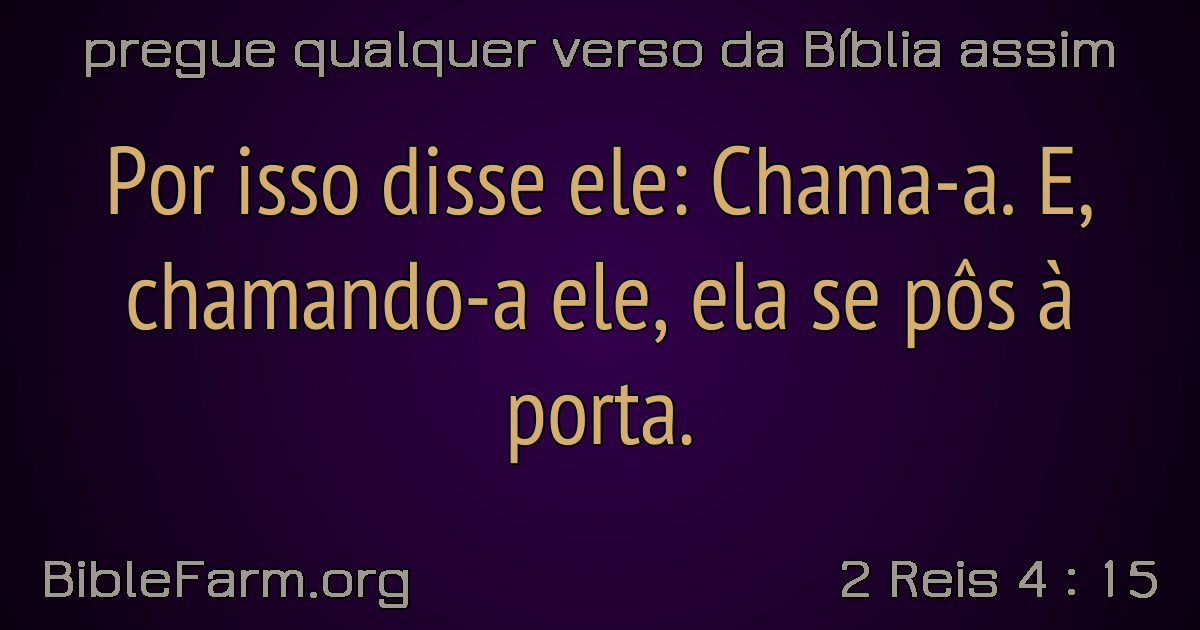 pregue qualquer verso da Bíblia assim
Por isso disse ele: Chama-a. E,
chamando-a ele, ela se pôs à
porta.
BibleFarm.org
2 Reis 4 : 15